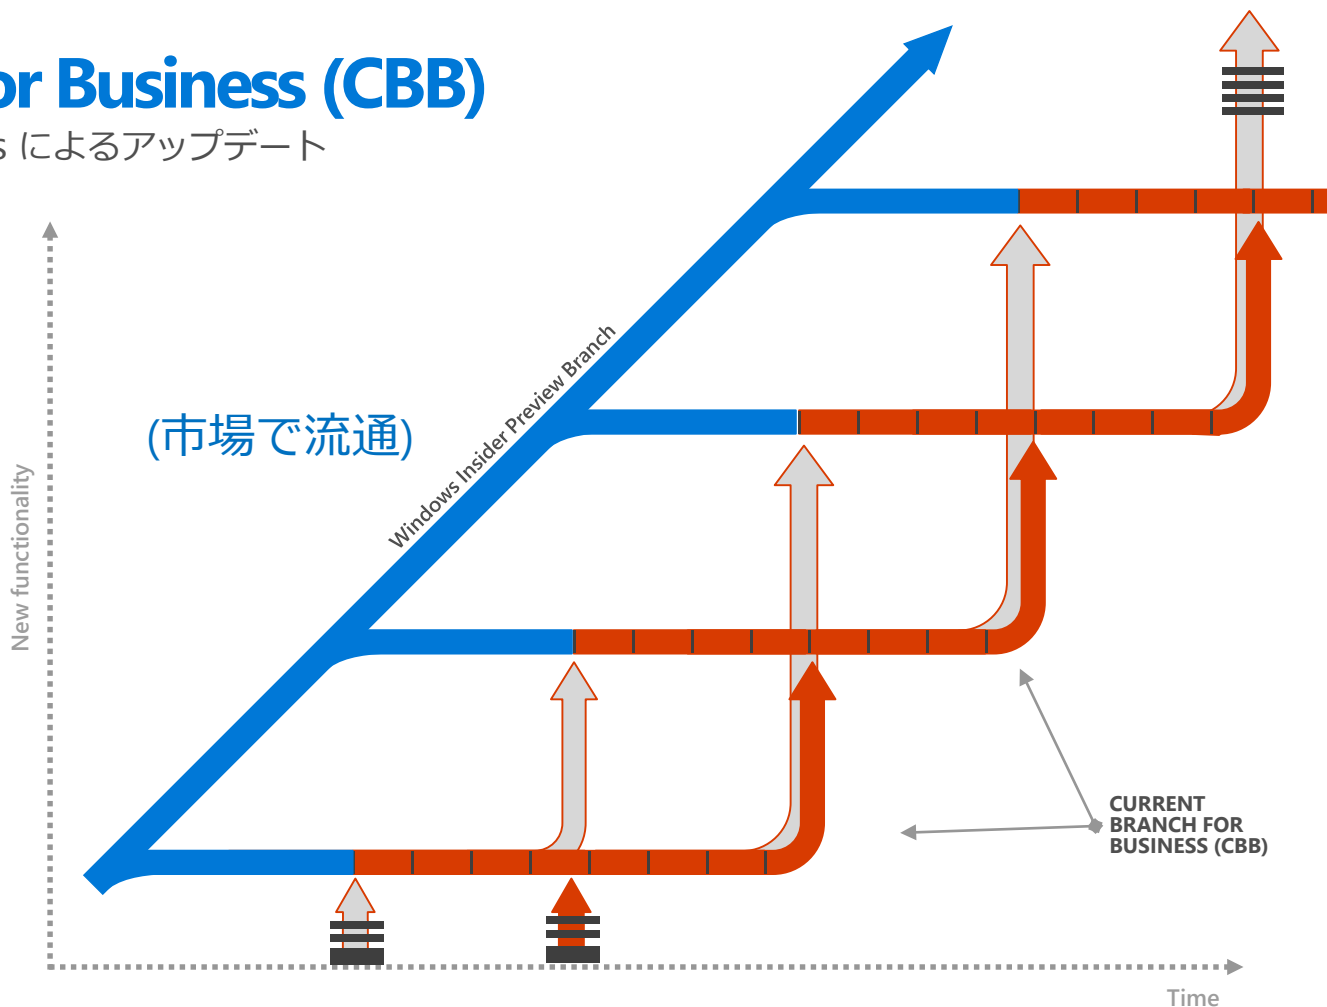 or Business (CBB)
s によるアップデート
Windows Insider Preview Branch
(市場で流通)
New functionality
CURRENT
BRANCH FOR
BUSINESS (CBB)
Time